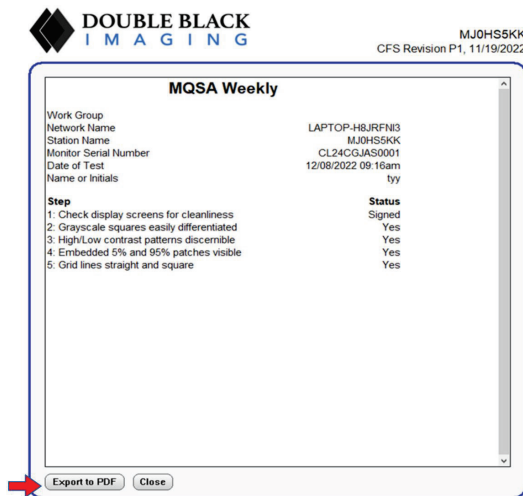 DOUBLE BLACK
IMAGING
MJ0HS5KK
CFS Revision P1, 11/19/2022
MQSA Weekly
Work Group
Network Name LAPTOP-H8JRFNI3
Station Name MJ0HS5KK
Monitor Serial Number CL24CGJAS0001
Date of Test 12/08/2022 09:16am
Name or Initials tyy
Step Status
1: Check display screens for cleanliness Signed
2: Grayscale squares easily differentiated Yes
3: High/Low contrast patterns discernible Yes
4: Embedded 5% and 95% patches visible Yes
5: Grid lines straight and square Yes
Export to PDF Close